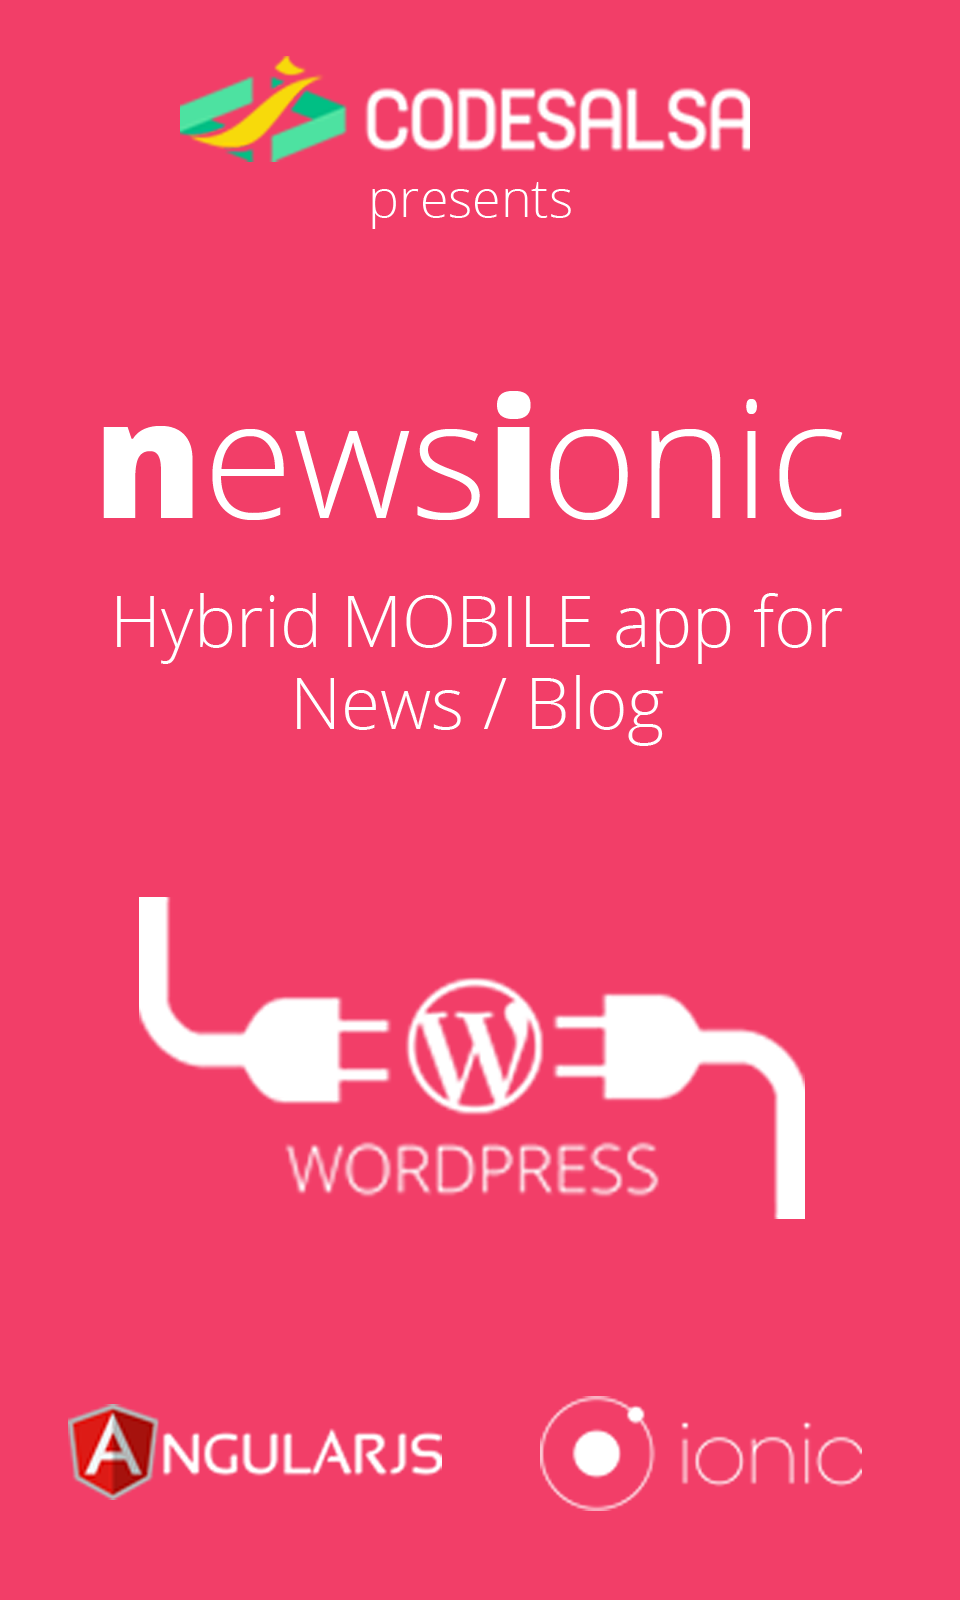 CODESALSA
presents
newsionic
Hybrid MOBILE app for
News / Blog
W
WORDPRESS
ANGULARJS
ionic